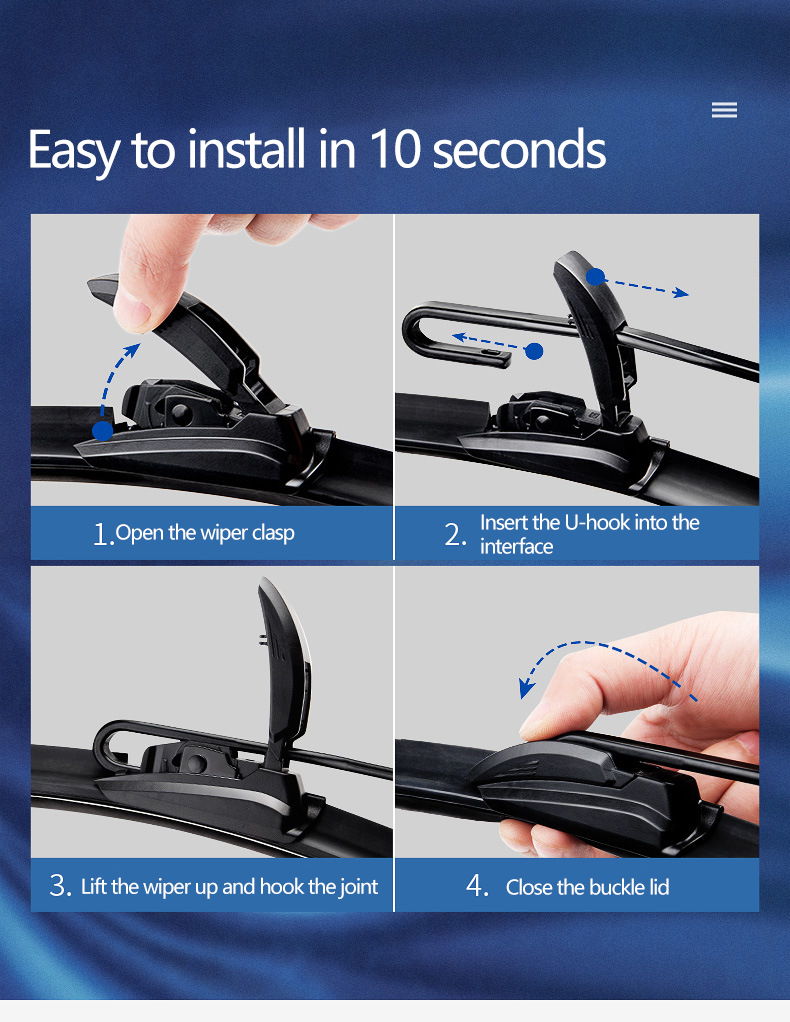 Easy to install in 10 seconds
1.Open the wiper clasp
2. Insert the U-hook into the
interface
3. Lift the wiper up and hook the joint
4. Close the buckle lid